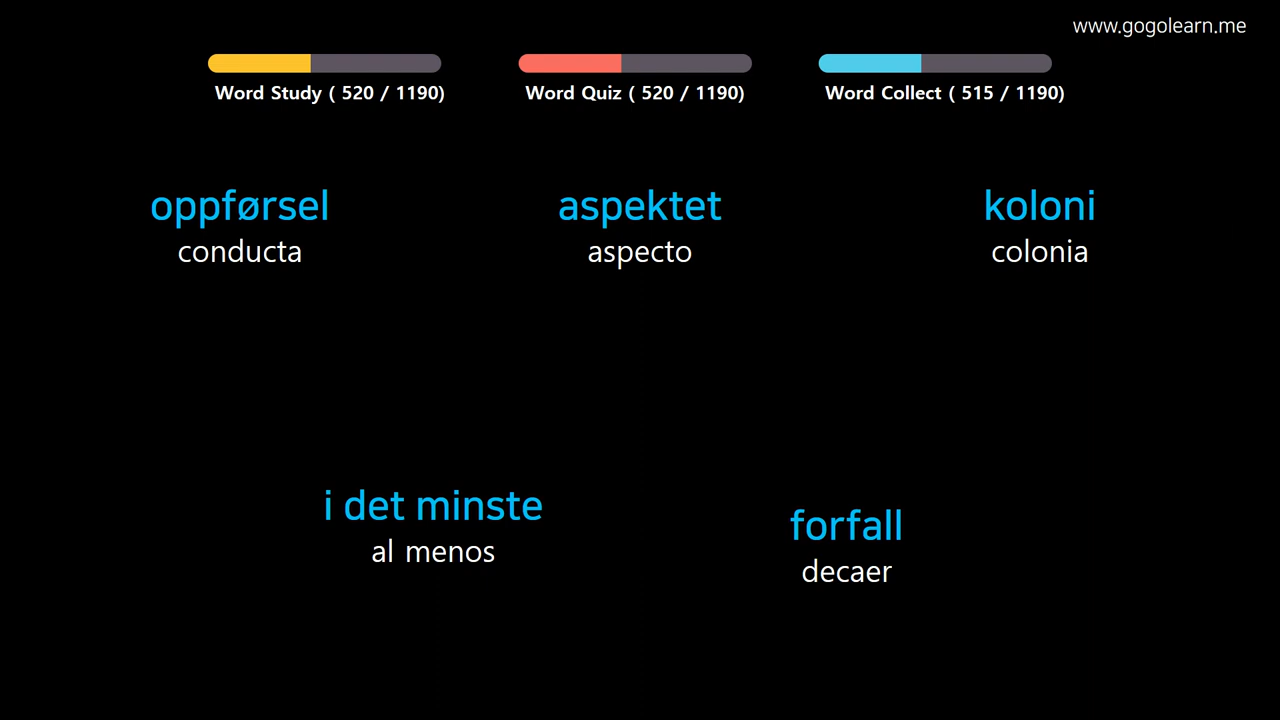 www.gogolearn.me
Word Study ( 520 / 1190)
Word Quiz ( 520 / 1190)
Word Collect ( 515 / 1190)
oppførsel
conducta
aspektet
aspecto
koloni
colonia
i det minste
al menos
forfall
decaer